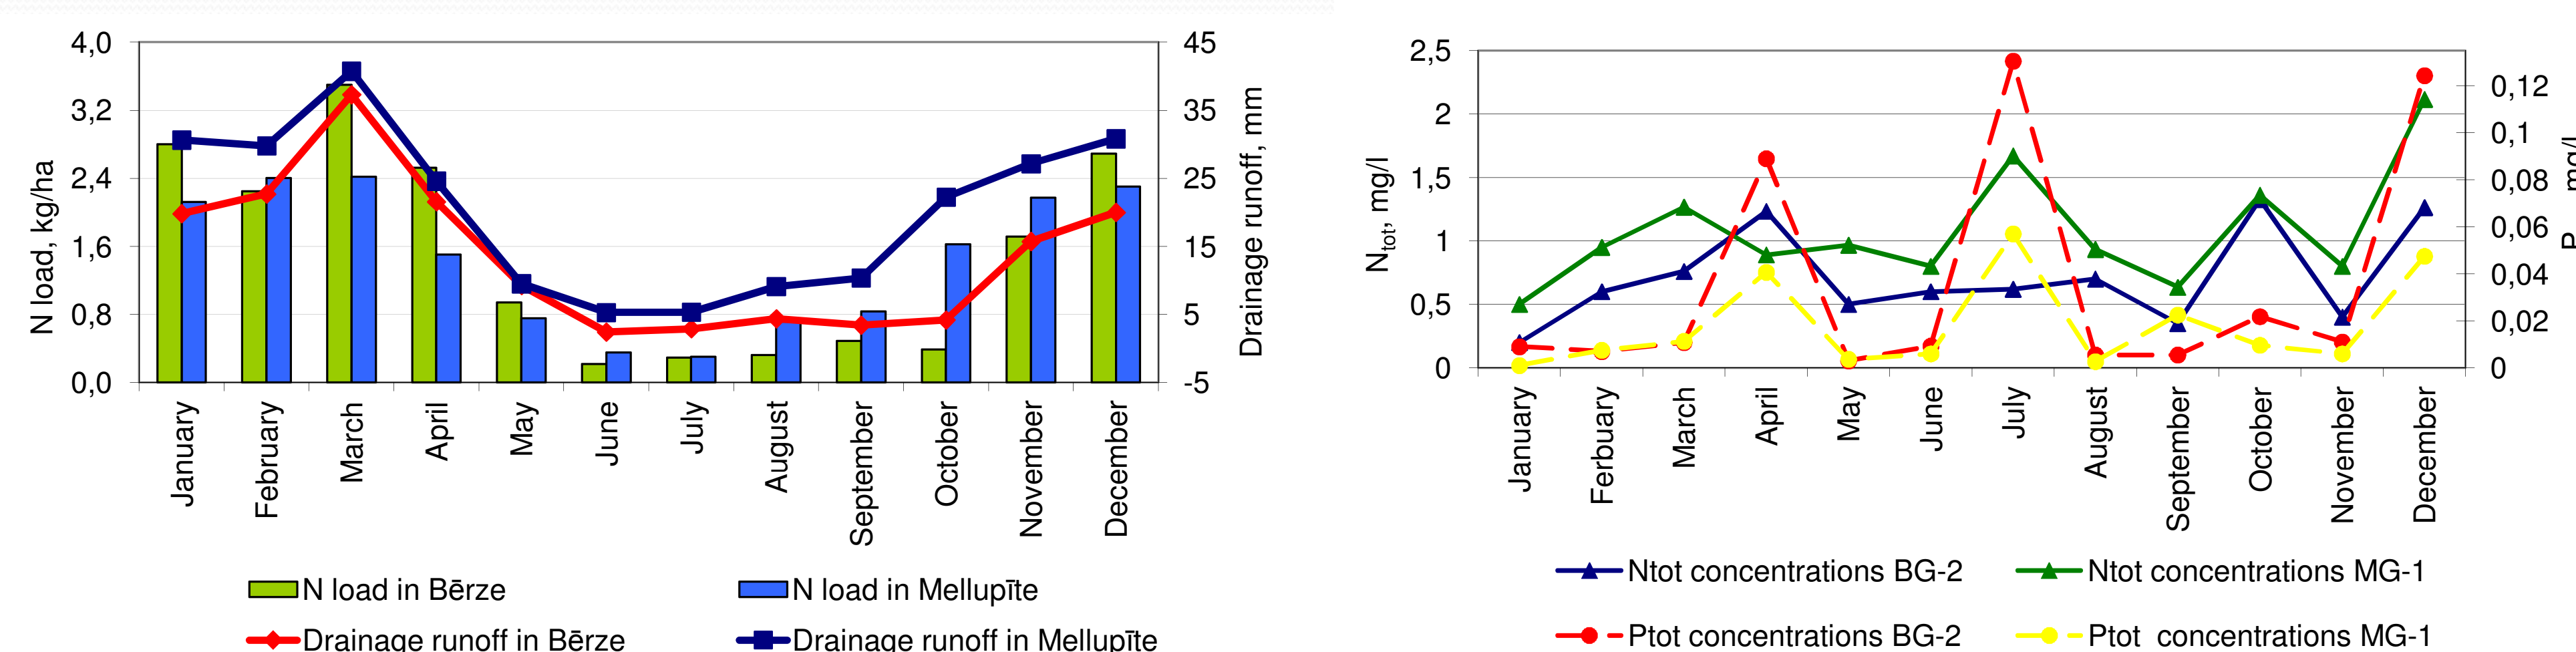 4,0
3,2
2,4
1,6
0,8
0,0
N load, kg/ha
45
35
25
15
5
-5
Drainage runoff, mm
January
February
March
April
May
June
July
August
September
October
November
December
N load in Bērze
N load in Mellupīte
Drainage runoff in Bērze
Drainage runoff in Mellupīte
2,5
2
1,5
1
0,5
0
Ntot, mg/l
0,12
0,1
0,08
0,06
0,04
0,02
0
January
Ferbuary
March
April
May
June
July
August
September
October
November
December
Ntot concentrations BG-2
Ntot concentrations MG-1
Ptot concentrations BG-2
Ptot concentrations MG-1